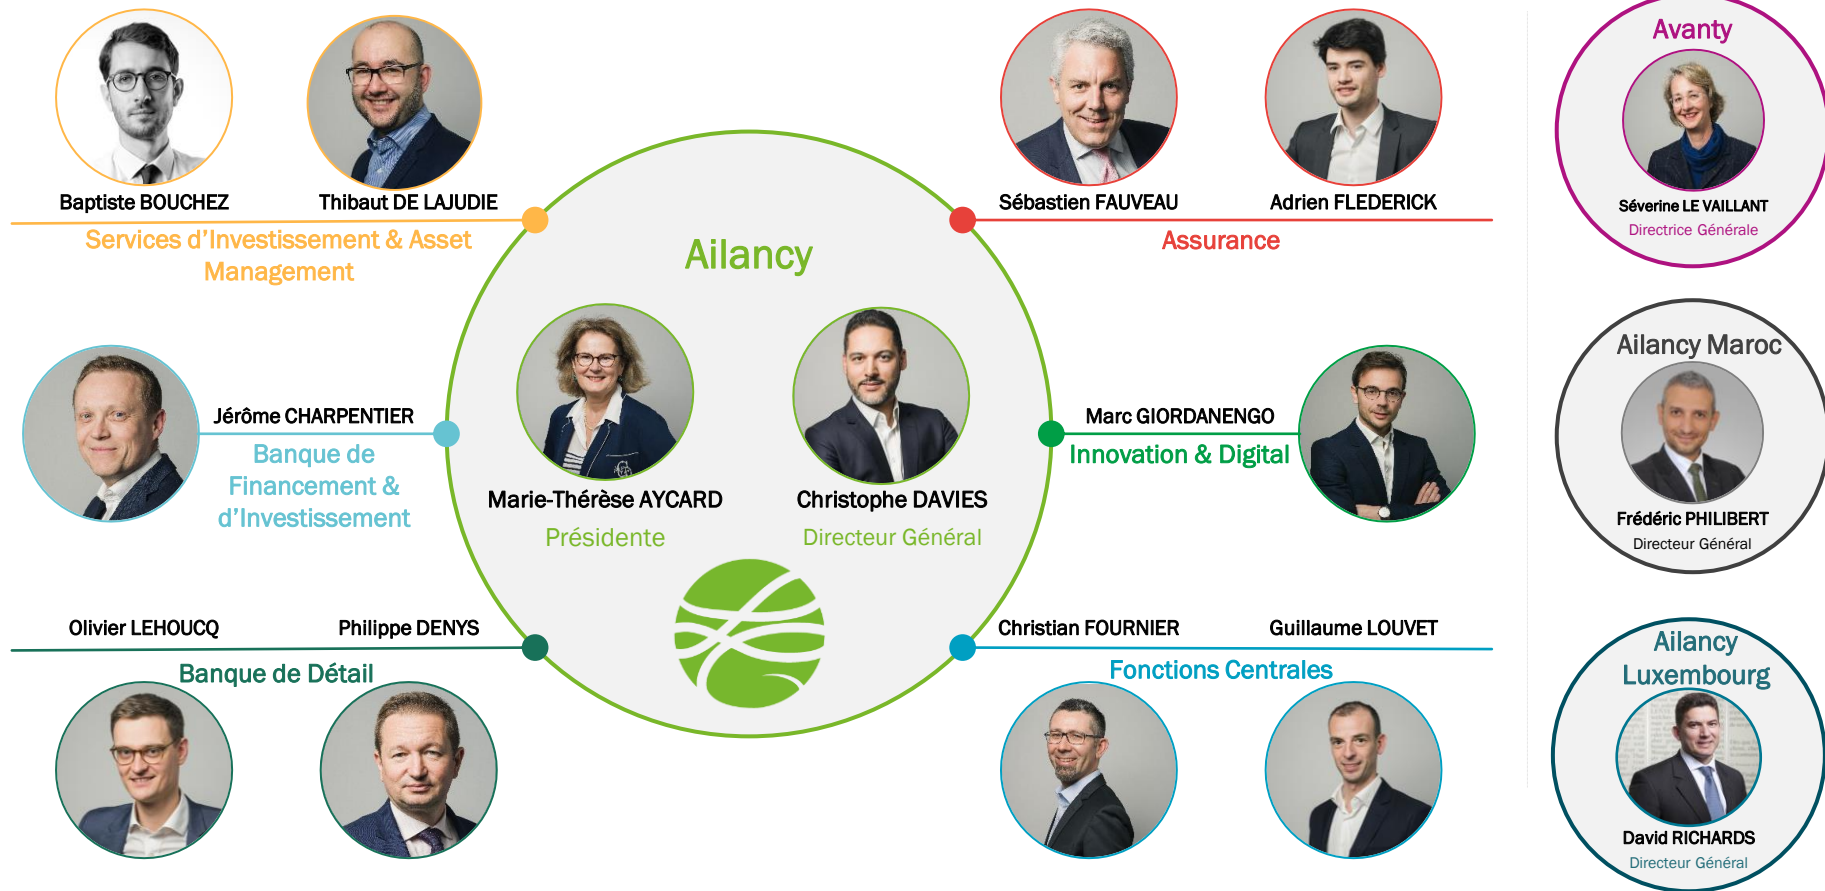 Baptiste BOUCHEZ
Thibaut DE LAJUDIE
Services d’Investissement & Asset
Management
Jérôme CHARPENTIER
Banque de
Financement &
d’Investissement
Olivier LEHOUCQ
Philippe DENYS
Banque de Détail
Ailancy
Marie-Thérèse AYCARD
Présidente
Christophe DAVIES
Directeur Général
Sébastien FAUVEAU
Adrien FLEDERICK
Assurance
Marc GIORDANENGO
Innovation & Digital
Christian FOURNIER
Guillaume LOUVET
Fonctions Centrales
Avanty
Séverine LE VAILLANT
Directrice Générale
Ailancy Maroc
Frédéric PHILIBERT
Directeur Général
Ailancy
Luxembourg
David RICHARDS
Directeur Général